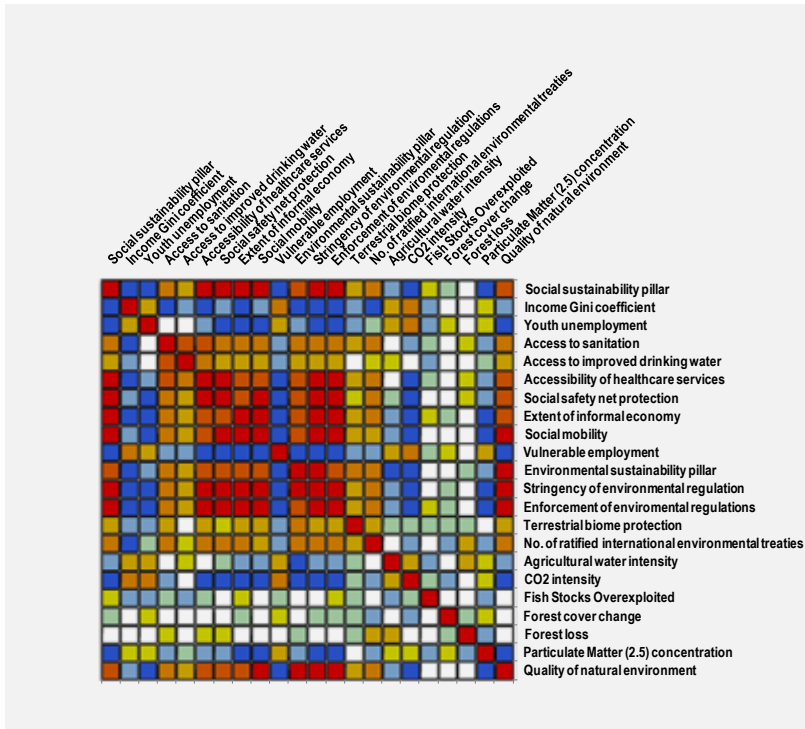 Social sustainability pillar
Income Gini coefficient
Youth unemployment
Access to sanitation
Access to improved drinking water
Accessibility of healthcare services
Social safety net protection
Extent of informal economy
Social mobility
Vulnerable employment
Environmental sustainability pillar
Stringency of environmental regulation
Enforcement of enviromental regulations
Terrestrial biome protection
No. of ratified international environmental treaties
Agricultural water intensity
CO2 intensity
Fish Stocks Overexploited
Forest cover change
Forest loss
Particulate Matter (2.5) concentration
Quality of natural environment
Social sustainability pillar
Income Gini coefficient
Youth unemployment
Access to sanitation
Access to improved drinking water
Accessibility of healthcare services
Social safety net protection
Extent of informal economy
Social mobility
Vulnerable employment
Environmental sustainability pillar
Stringency of environmental regulation
Enforcement of enviromental regulations
Terrestrial biome protection
No. of ratified international environmental treaties
Agricultural water intensity
CO2 intensity
Fish Stocks Overexploited
Forest cover change
Forest loss
Particulate Matter (2.5) concentration
Quality of natural environment